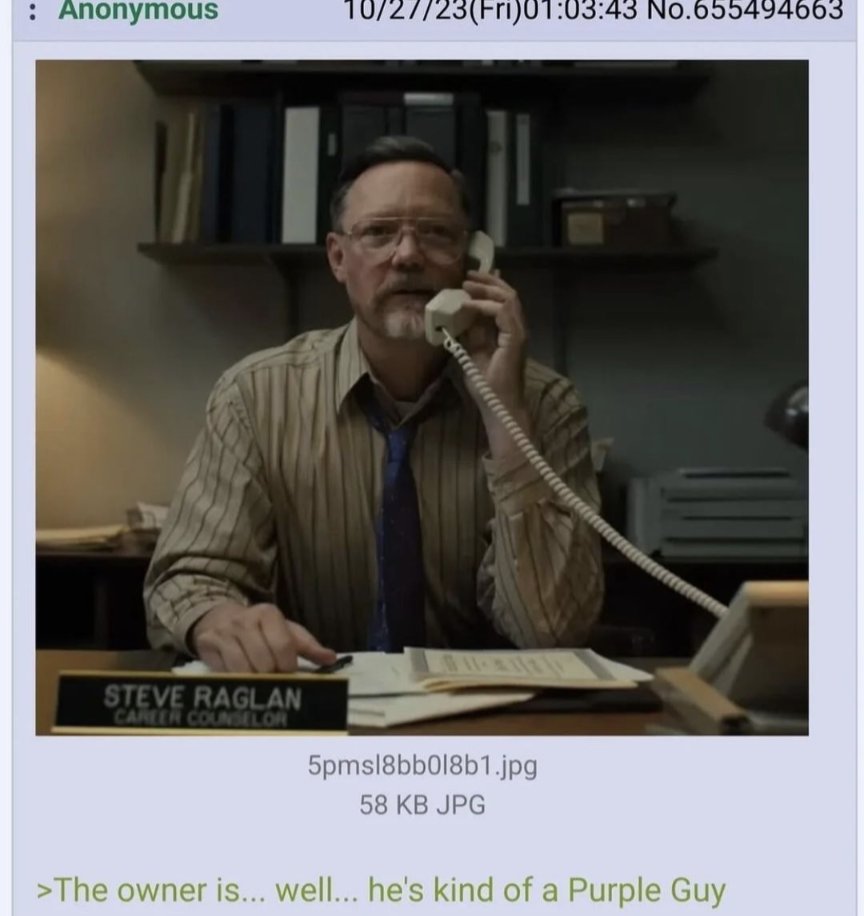 Anonymous 10/27/23(Fri)01:03:43 No.655494663
STEVE RAGLAN
CAREER COUNSELOR
5pmsl8bb0l8b1.jpg
58 KB JPG
>The owner is... well... he's kind of a Purple Guy